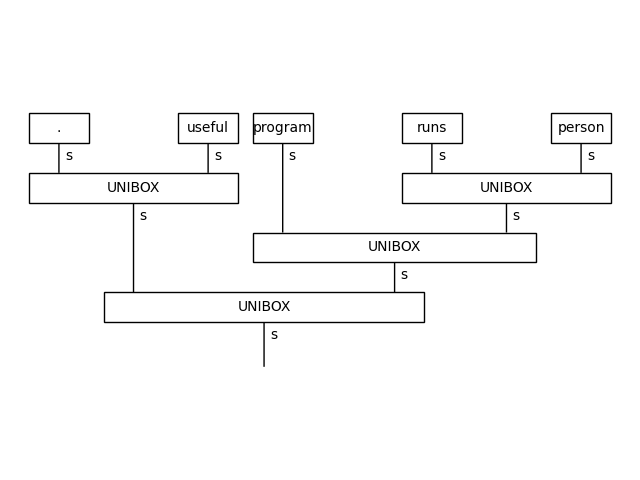 . useful program runs person
s s s s s
UNIBOX UNIBOX
s s
UNIBOX
s
UNIBOX
s